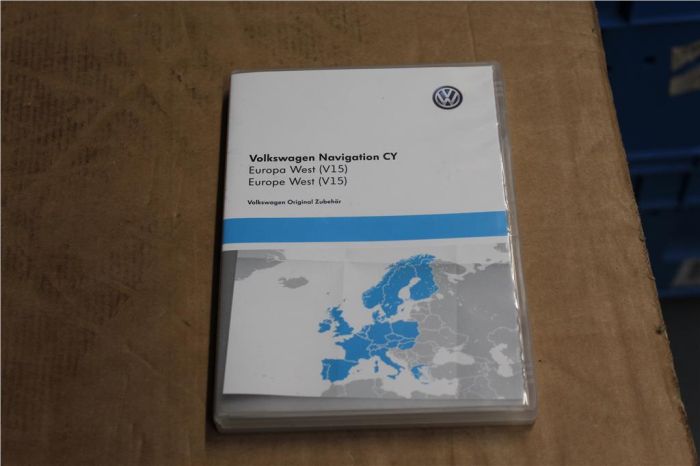 Volkswagen Navigation CY
Europa West (V15)
Europe West (V15)
Volkswagen Original Zubehör